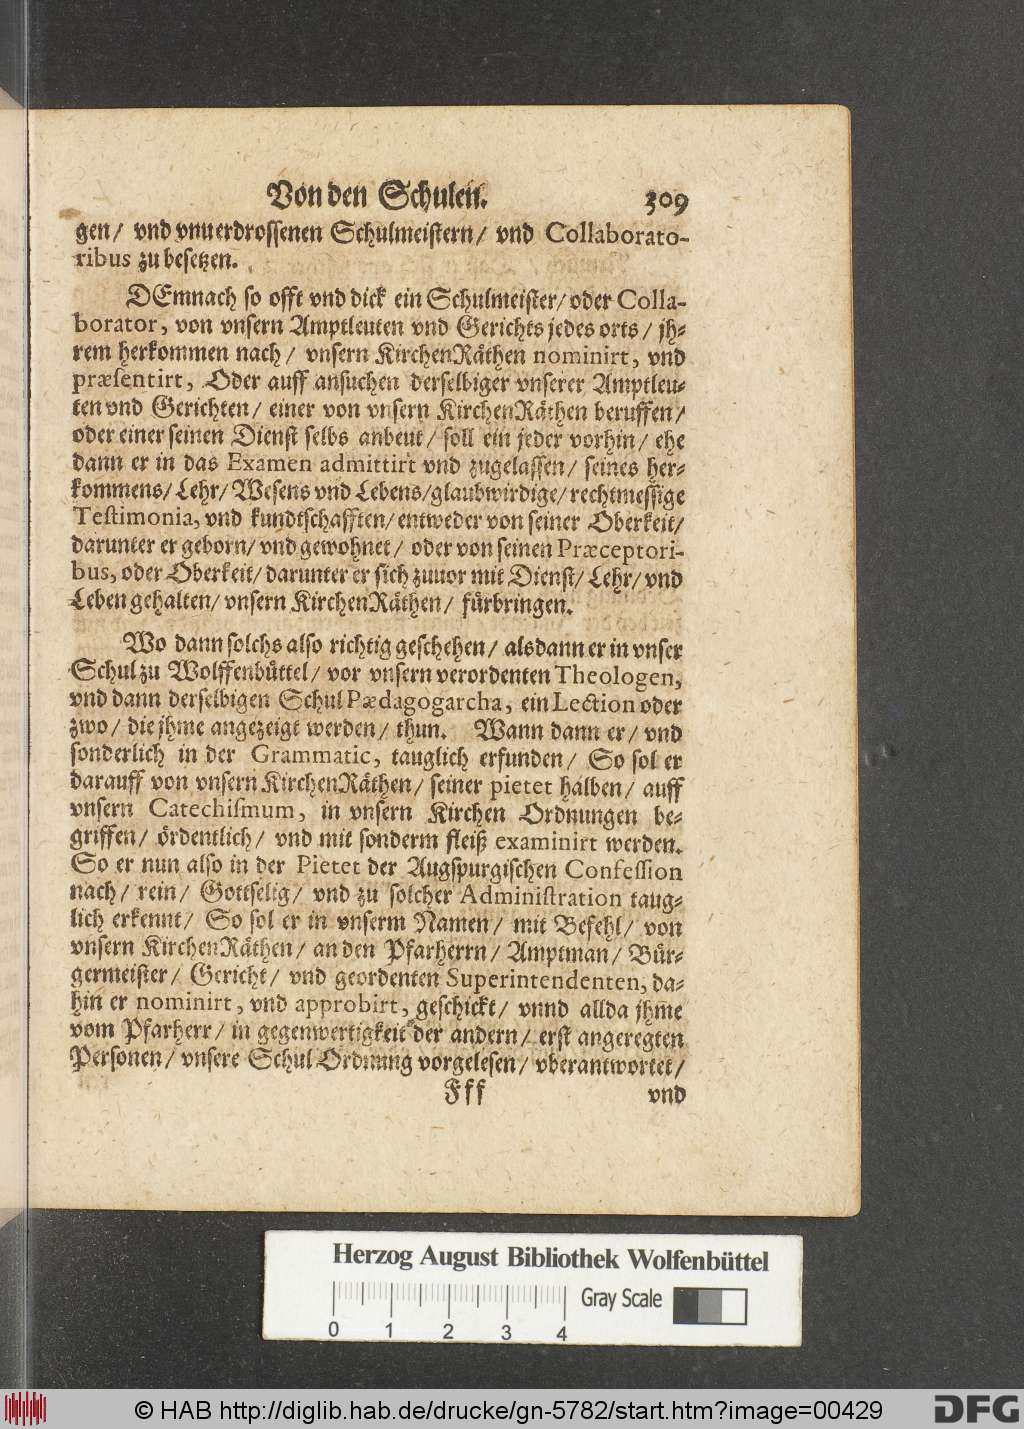 Von den Schulen. 309
gen/ vnd vnuerdrossenen Schulmeistern/ vnd Collaborato-
ribus zu besetzen.
DEmnach so offt vnd dick ein Schulmeister/ oder Colla-
borator, von vnsern Amptleuten vnd Gerichts jedes orts/ jh-
rem herkommen nach/ vnsern KirchenRäthen nominirt, vnd
præsentirt, Oder auff ansuchen derselbiger vnserer Amptleu-
ten vnd Gerichten/ einer von vnsern KirchenRäthen beruffen/
oder einer seinen Dienst selbs anbeut/ soll ein jeder vorhin/ ehe
dann er in das Examen admittirt vnd zugelassen/ seines her-
kommens/ Lehr/ Wesens vnd Lebens/ glaubwirdige/ rechtmessige
Testimonia, vnd kundtschafften/ entweder von seiner Oberkeit/
darunter er geborn/ vnd gewohnet/ oder von seinen Præceptori-
bus, oder Oberkeit/ darunter er sich zuuor mit Dienst/ Lehr/ vnd
Leben gehalten/ vnsern KirchenRäthen/ fürbringen.
Wo dann solchs also richtig geschehen/ alsdann er in vnser
Schul zu Wolffenbüttel/ vor vnsern verordenten Theologen,
vnd dann derselbigen Schul Pædagogarcha, ein Lection oder
zwo/ die jhme angezeigt werden/ thun. Wann dann er/ vnd
sonderlich in der Grammatic, tauglich erfunden/ So sol er
darauff von vnsern KirchenRäthen/ seiner pietet halben/ auff
vnsern Catechismum, in vnsern Kirchen Ordnungen be-
griffen/ ördentlich/ vnd mit sonderm fleiß examinirt werden.
So er nun also in der Pietet der Augspurgischen Confession
nach/ rein/ Gottselig/ vnd zu solcher Administration taug-
lich erkennt/ So sol er in vnserm Namen/ mit Befehl/ von
vnsern KirchenRäthen/ an den Pfarherrn/ Amptman/ Bür-
germeister/ Gericht/ vnd geordenten Superintendenten, da-
hin er nominirt, vnd approbirt, geschickt/ vnnd allda jhme
vom Pfarherr/ in gegenwertigkeit der andern/ erst angeregten
Personen/ vnsere Schul Ordnung vorgelesen/ vberantwortet/
Fff vnd
Herzog August Bibliothek Wolfenbüttel
Gray Scale
0 1 2 3 4
© HAB http://diglib.hab.de/drucke/gn-5782/start.htm?image=00429
DFG